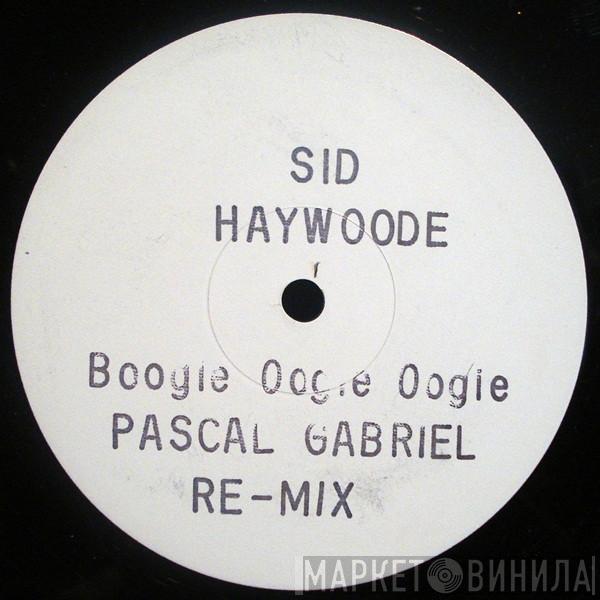 SID
HAYWOODE
Boogie Oogie Oogie
PASCAL GABRIEL
RE-MIX
МАРКЕТ ВИНИЛА